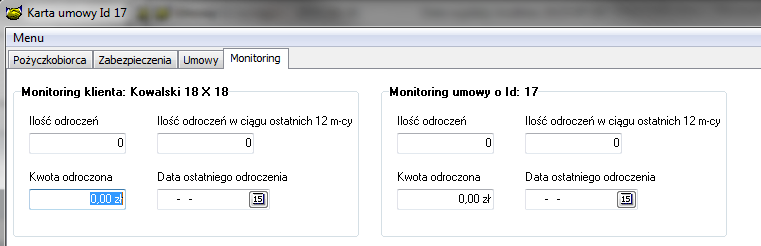 Karta umowy Id 17
Menu
Pożyczkobiorca Zabezpieczenia Umowy Monitoring
Monitoring klienta: Kowalski 18 X 18
Ilość odroczeń Ilość odroczeń w ciągu ostatnich 12 m-cy
0 0
Kwota odroczona Data ostatniego odroczenia
0,00 zł - - 15
Monitoring umowy o Id: 17
Ilość odroczeń Ilość odroczeń w ciągu ostatnich 12 m-cy
0 0
Kwota odroczona Data ostatniego odroczenia
0,00 zł - - 15